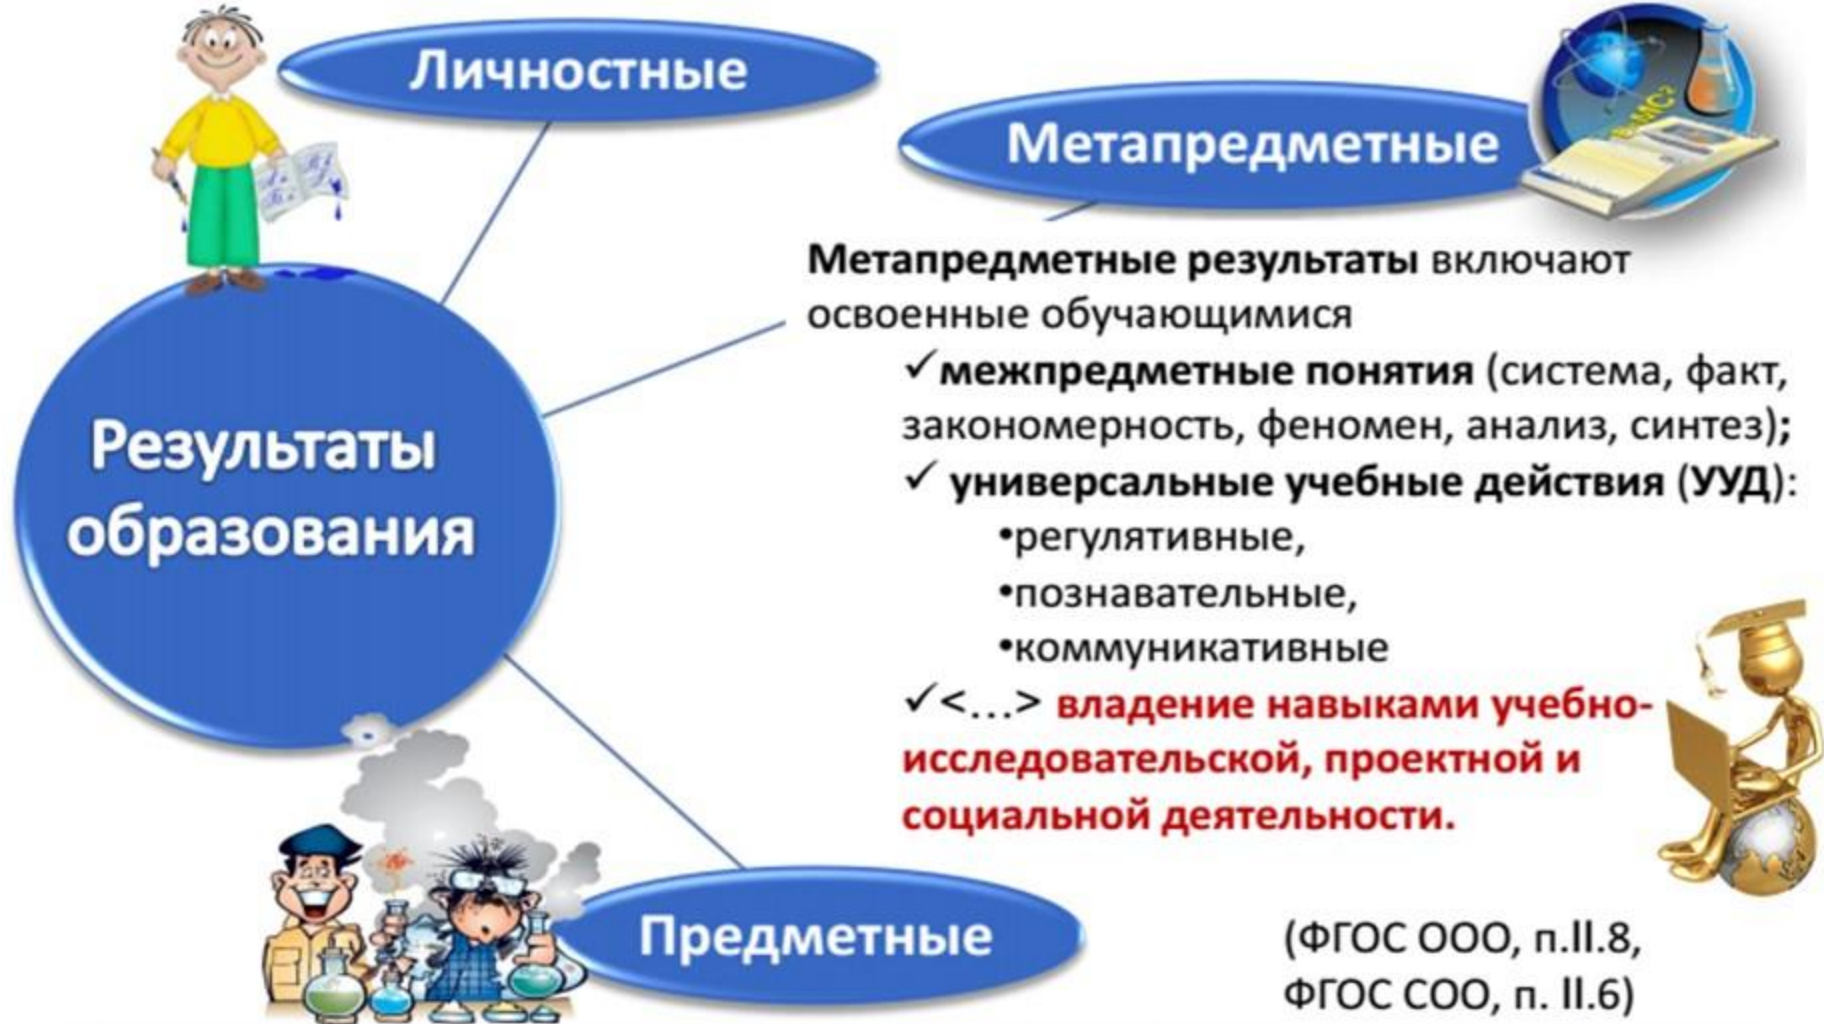 Личностные
Метапредметные
Метапредметные результаты включают
освоенные обучающимися
✓межпредметные понятия (система, факт,
закономерность, феномен, анализ, синтез);
✓ универсальные учебные действия (УУД):
•регулятивные,
•познавательные,
•коммуникативные
✓<...> владение навыками учебно-
исследовательской, проектной и
социальной деятельности.
Результаты
образования
Предметные
(ФГОС ООО, п.II.8,
ФГОС СОО, п. II.6)